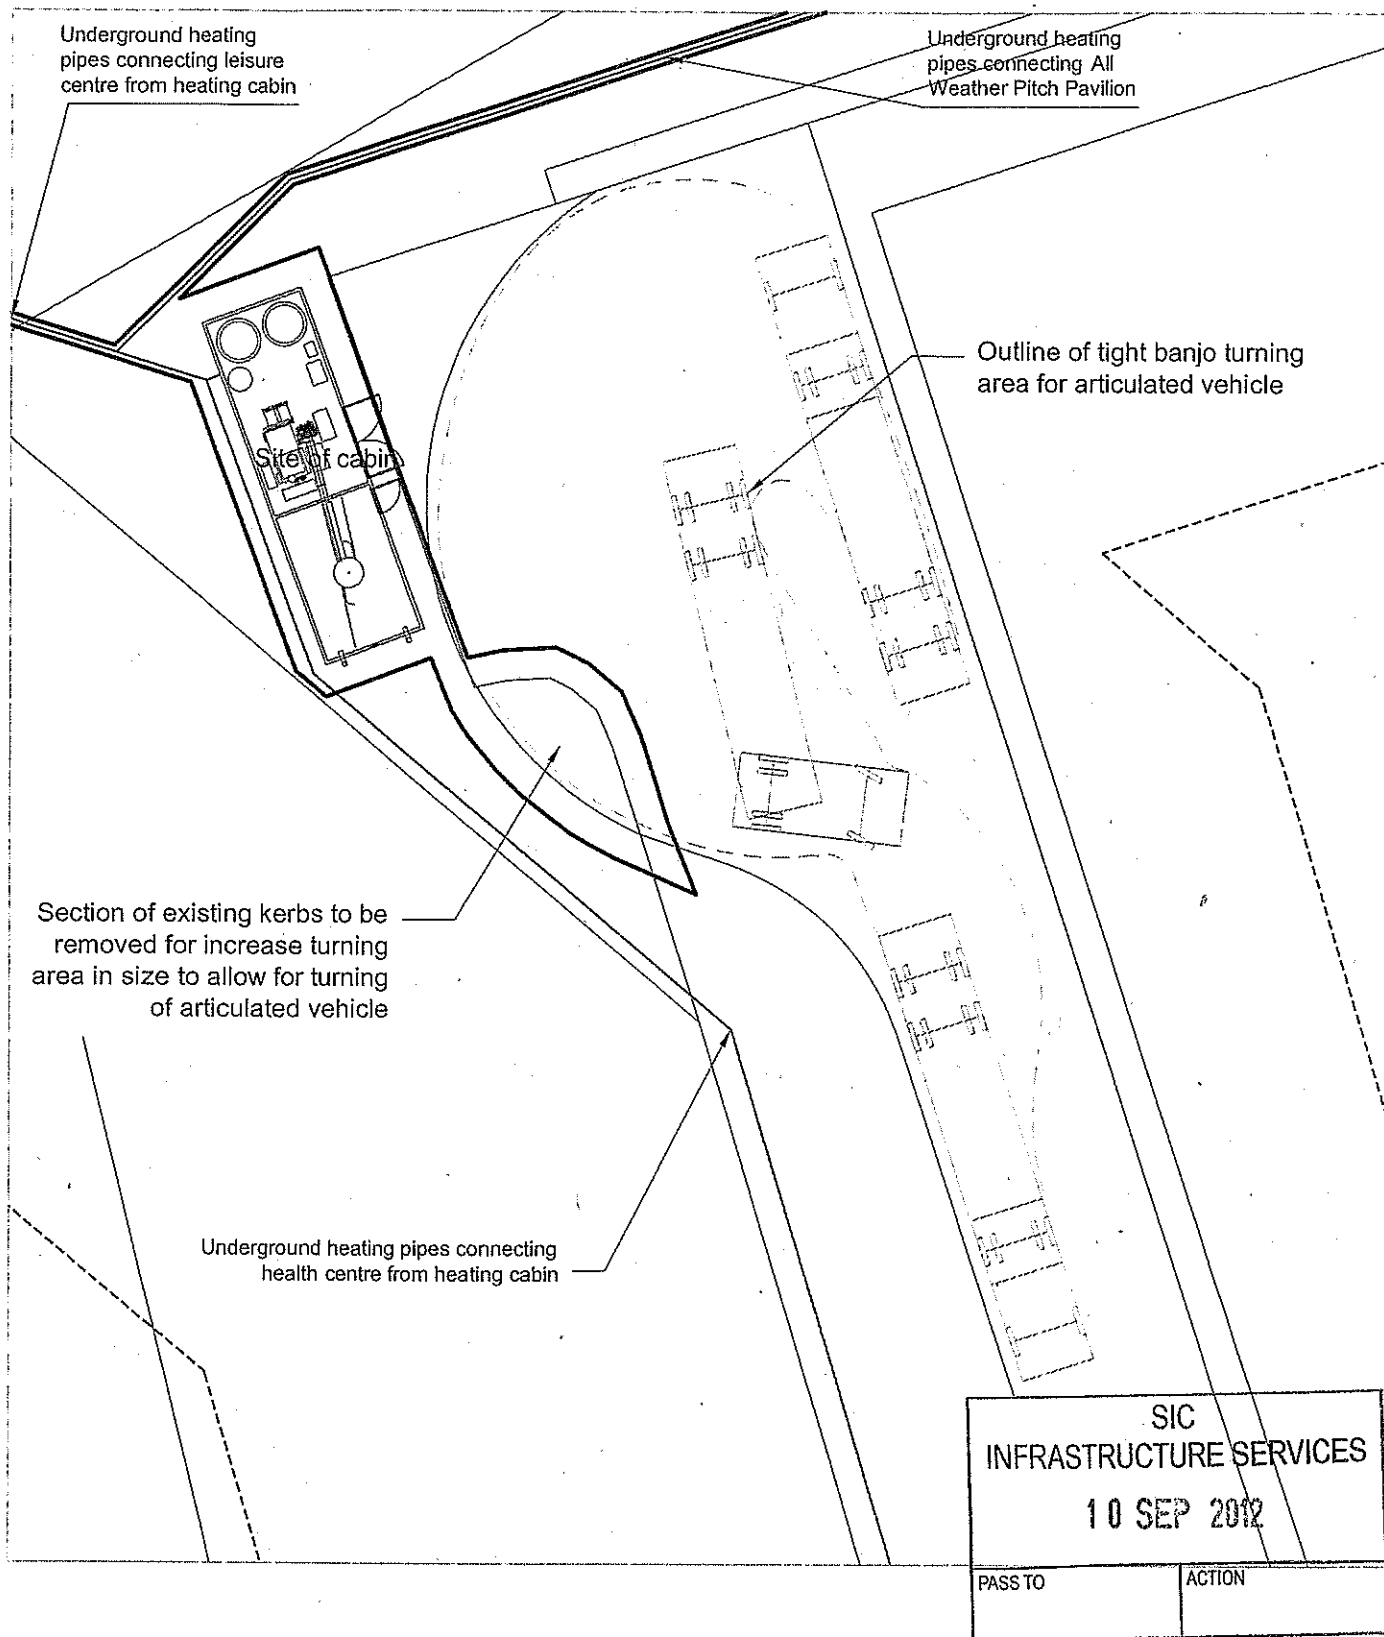 Underground heating
pipes connecting leisure
centre from heating cabin
Underground heating
pipes connecting All
Weather Pitch Pavilion
Outline of tight banjo turning
area for articulated vehicle
Site of cabin
Section of existing kerbs to be
removed for increase turning
area in size to allow for turning
of articulated vehicle
Underground heating pipes connecting
health centre from heating cabin
SIC
INFRASTRUCTURE SERVICES
10 SEP 2012
PASS TO
ACTION